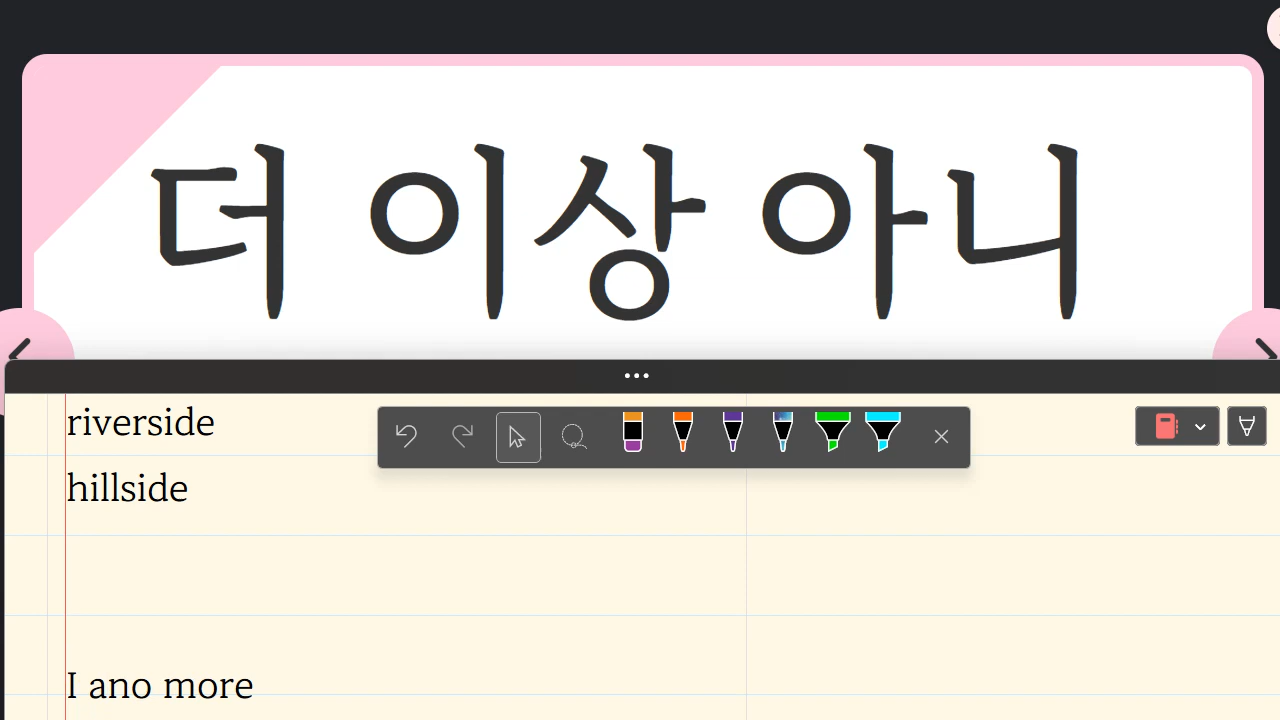 더 이상 아니
riverside
hillside
I ano more